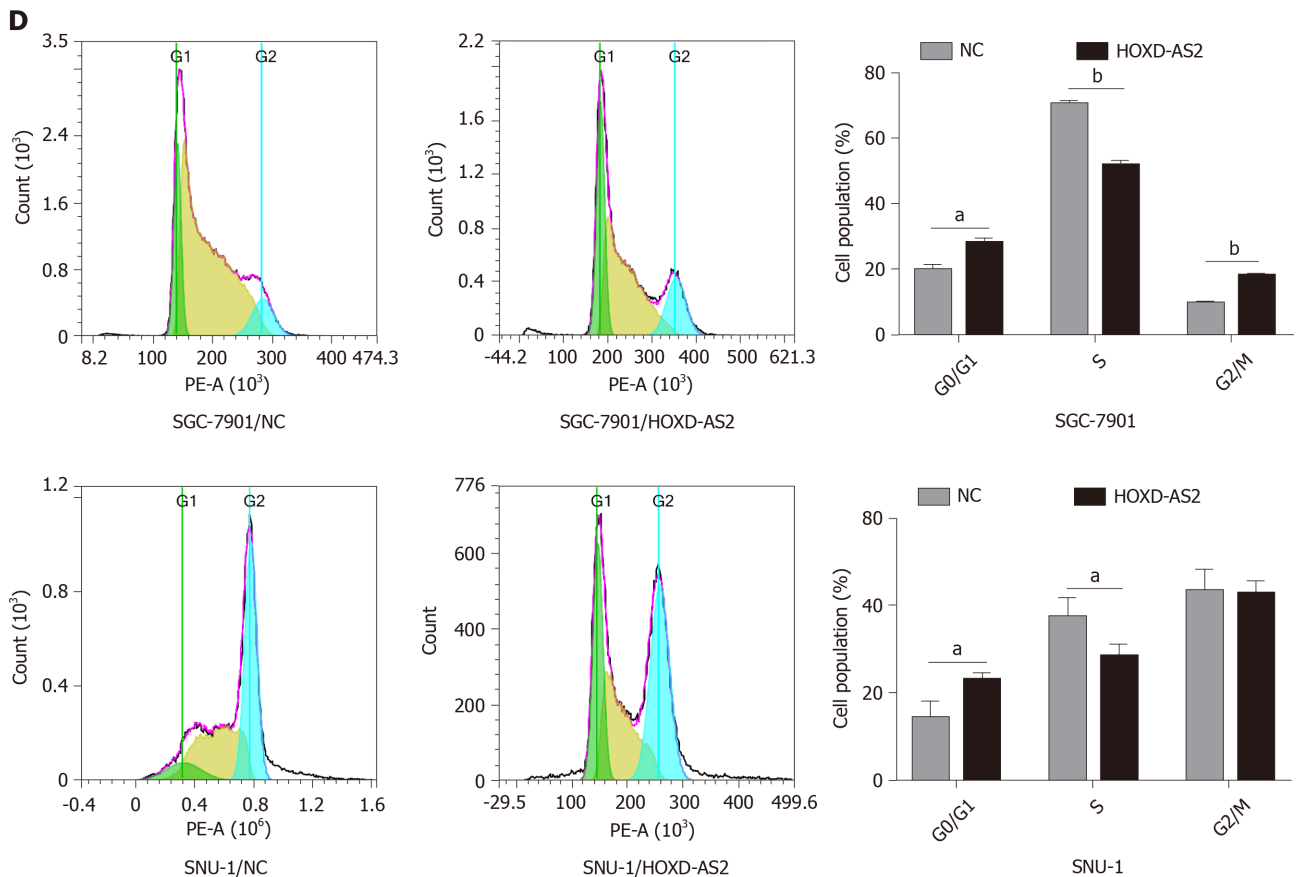 D
3.5
2.4
1.6
0.8
0
Count (10³)
G1
G2
8.2 100 200 300 400 474.3
PE-A (10³)
SGC-7901/NC
2.2
1.6
1.2
0.8
0.4
0
Count (10³)
G1
G2
-44.2 100 200 300 400 500 621.3
PE-A (10³)
SGC-7901/HOXD-AS2
NC
HOXD-AS2
80
60
40
20
0
Cell population (%)
a
b
b
G0/G1
S
G2/M
SGC-7901
1.2
0.8
0.4
0
Count (10³)
G1
G2
-0.4 0 0.4 0.8 1.2 1.6
PE-A (10⁶)
SNU-1/NC
776
600
400
200
0
Count
G1
G2
-29.5 100 200 300 400 499.6
PE-A (10³)
SNU-1/HOXD-AS2
NC
HOXD-AS2
80
40
20
0
Cell population (%)
a
a
G0/G1
S
G2/M
SNU-1